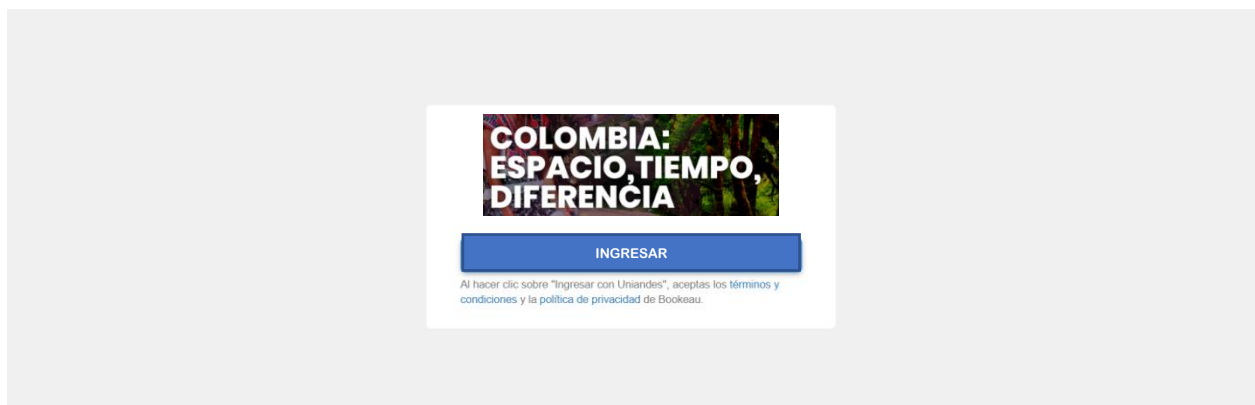 COLOMBIA:
ESPACIO,TIEMPO,
DIFERENCIA
INGRESAR
Al hacer clic sobre "Ingresar con Uniandes", aceptas los términos y
condiciones y la política de privacidad de Bookeau.